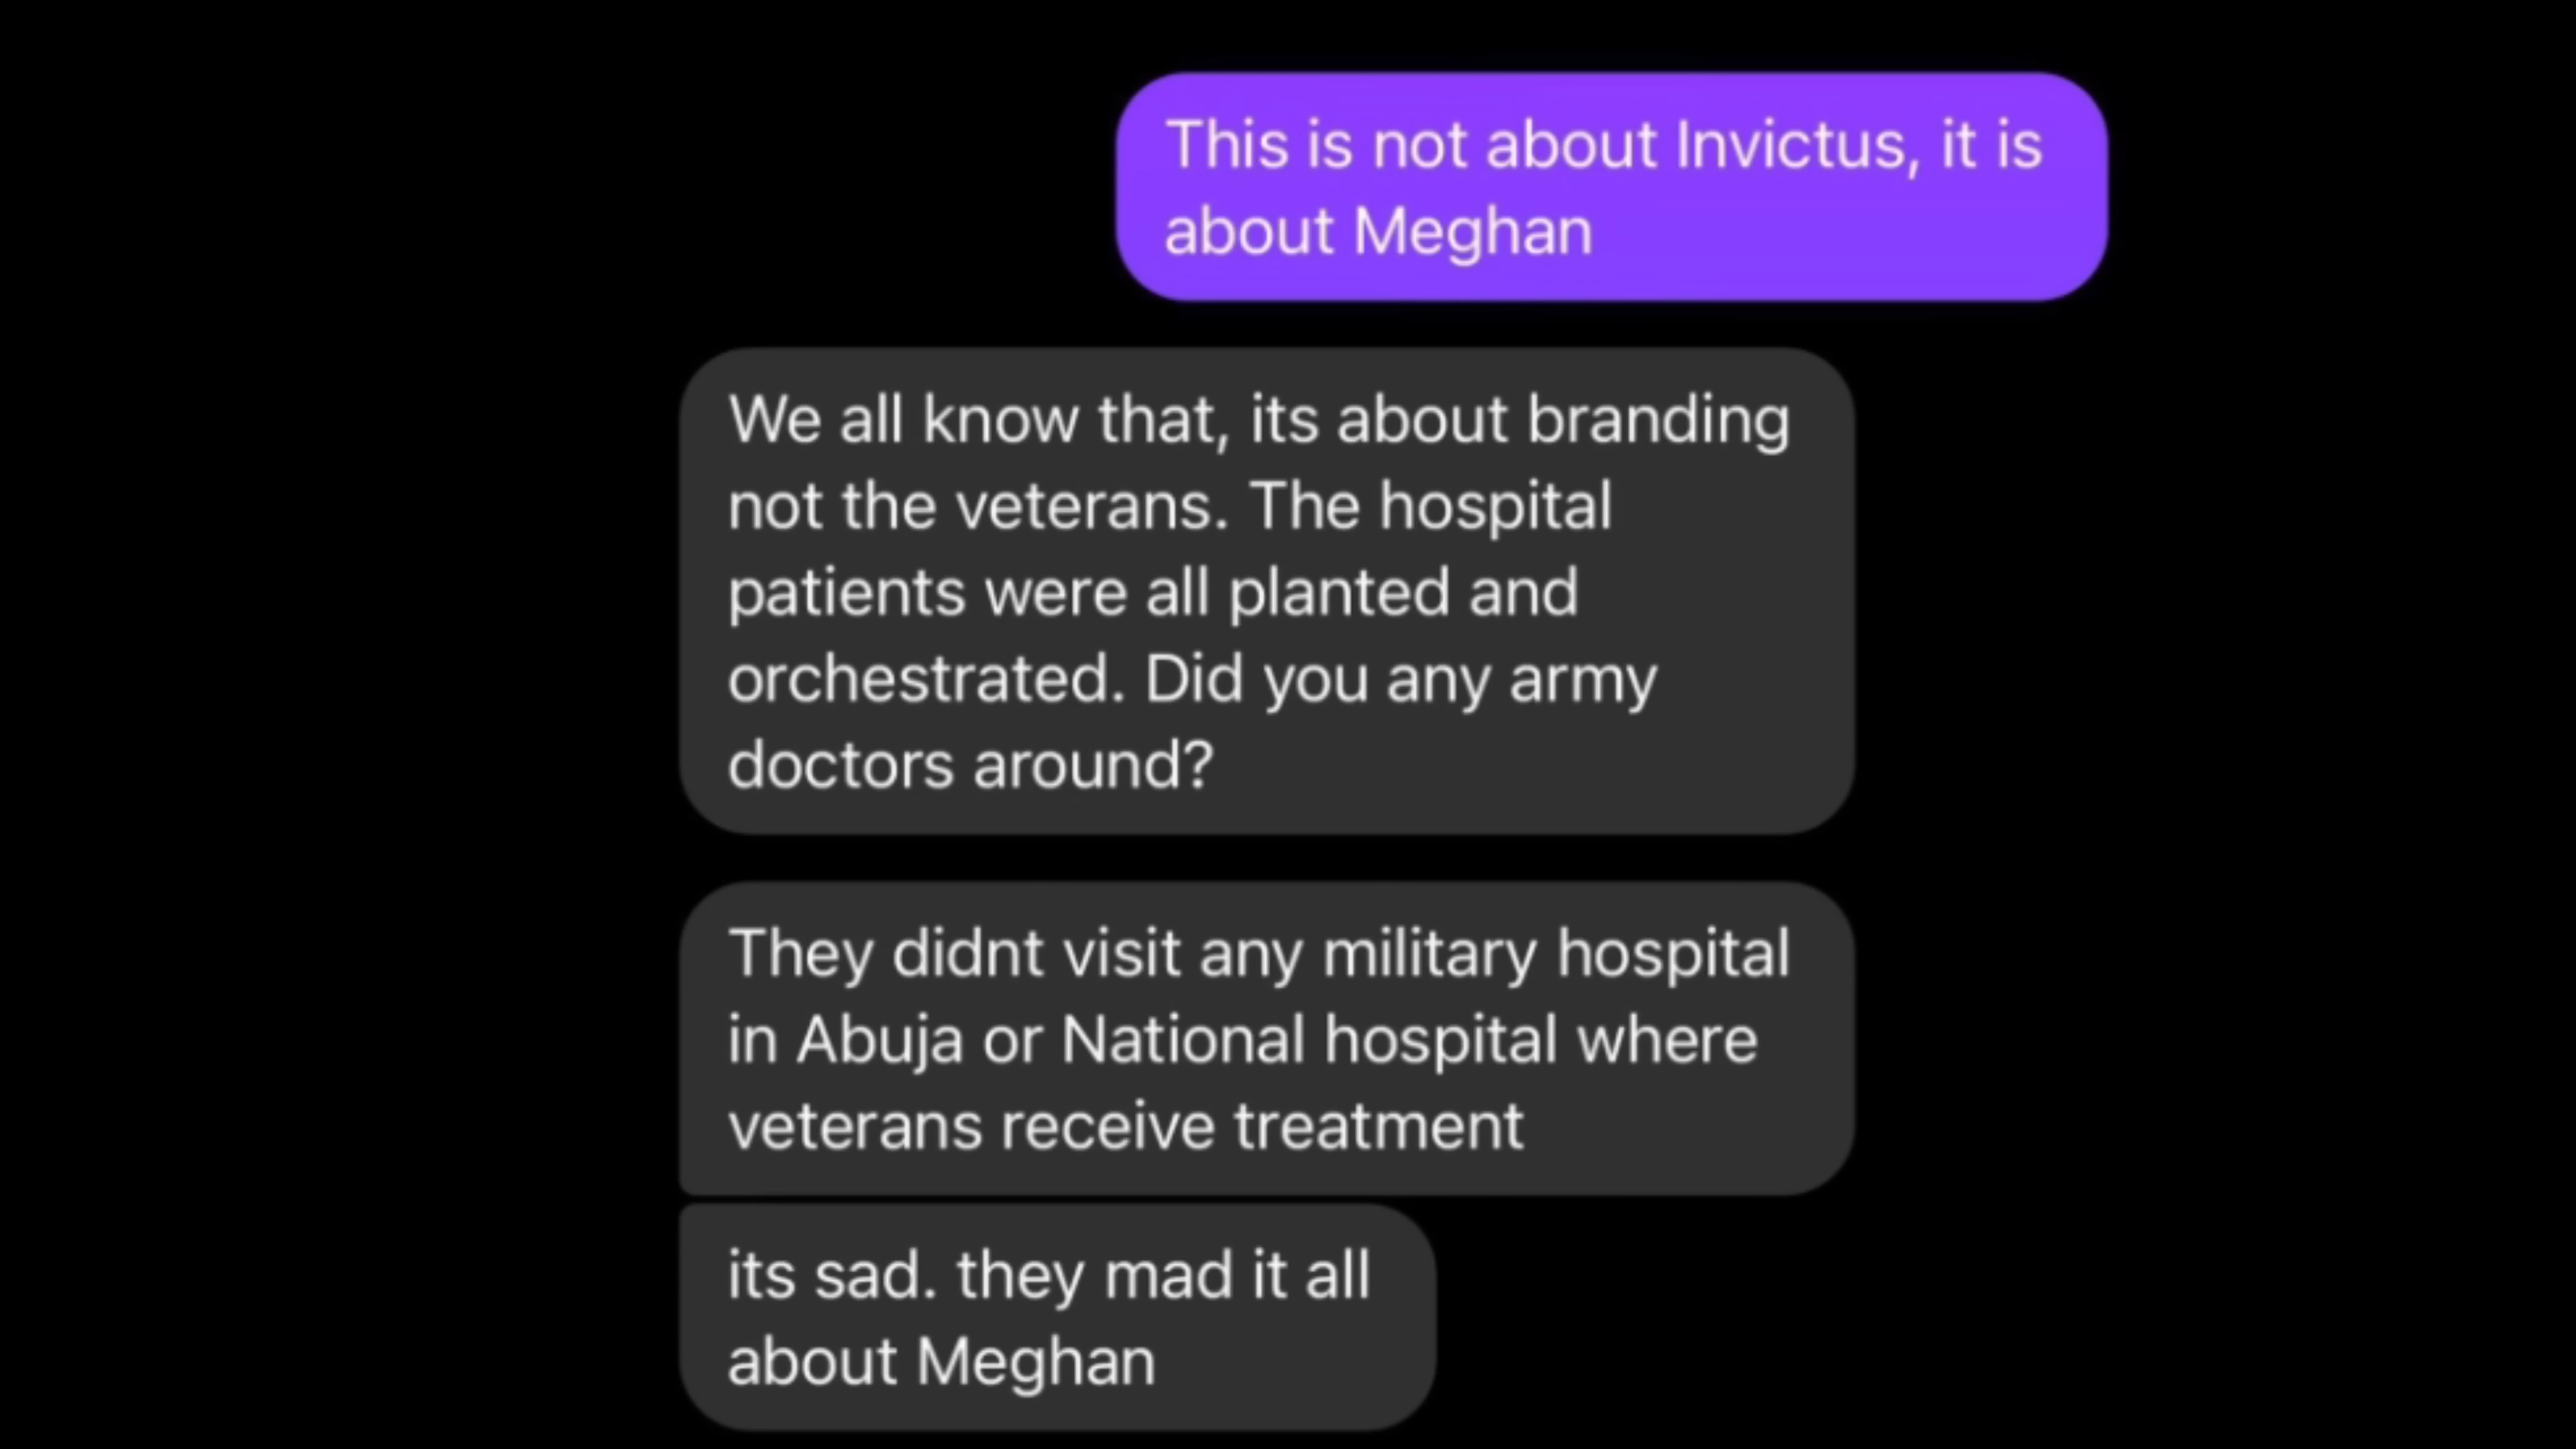 This is not about Invictus, it is
about Meghan
We all know that, its about branding
not the veterans. The hospital
patients were all planted and
orchestrated. Did you any army
doctors around?
They didnt visit any military hospital
in Abuja or National hospital where
veterans receive treatment
its sad. they mad it all
about Meghan